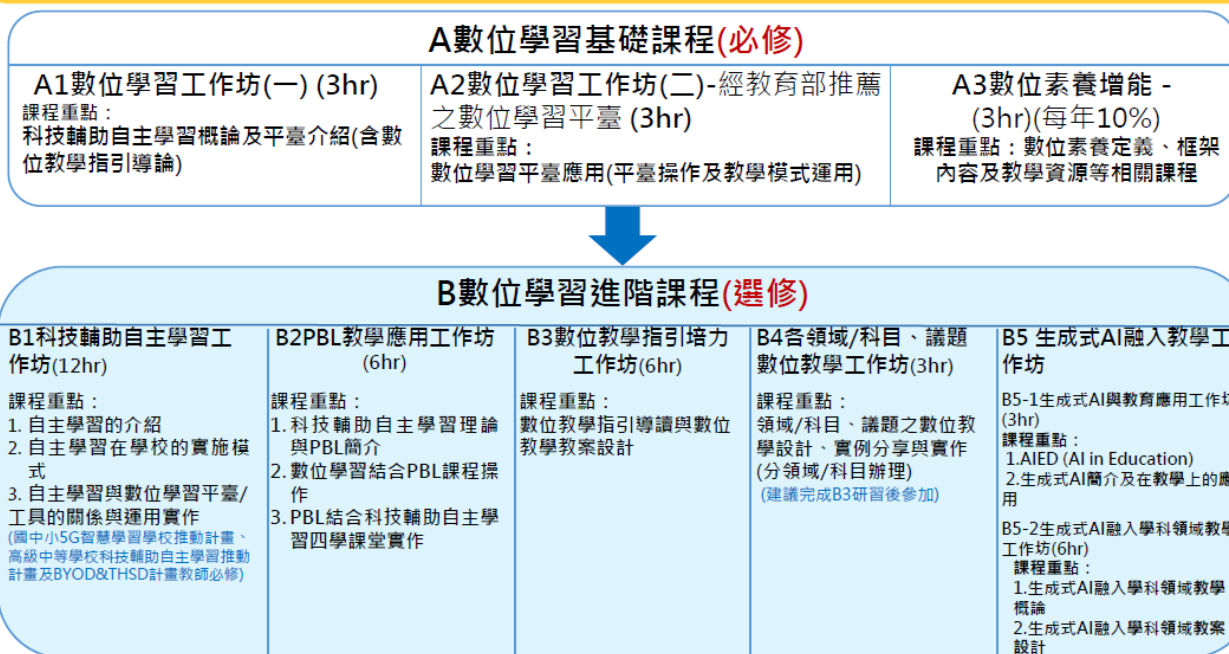 A數位學習基礎課程(必修)
A1數位學習工作坊(一) (3hr)
課程重點：
科技輔助自主學習概論及平臺介紹(含數
位教學指引導論)
A2數位學習工作坊(二)-經教育部推薦
之數位學習平臺 (3hr)
課程重點：
數位學習平臺應用(平臺操作及教學模式運用)
A3數位素養增能 -
(3hr)(每年10%)
課程重點：數位素養定義、框架
內容及教學資源等相關課程
B數位學習進階課程(選修)
B1科技輔助自主學習工
作坊(12hr)
課程重點：
1. 自主學習的介紹
2. 自主學習在學校的實施模
式
3. 自主學習與數位學習平臺/
工具的關係與運用實作
(國中小5G智慧學習學校推動計畫、
高級中等學校科技輔助自主學習推動
計畫及BYOD&THSD計畫教師必修)
B2PBL教學應用工作坊
(6hr)
課程重點：
1.科技輔助自主學習理論
與PBL簡介
2.數位學習結合PBL課程操
作
3.PBL結合科技輔助自主學
習四學課堂實作
B3數位教學指引培力
工作坊(6hr)
課程重點：
數位教學指引導讀與數位
教學教案設計
B4各領域/科目、議題
數位教學工作坊(3hr)
課程重點：
領域/科目、議題之數位教
學設計、實例分享與實作
(分領域/科目辦理)
(建議完成B3研習後參加)
B5 生成式AI融入教學工
作坊
B5-1生成式AI與教育應用工作坊
(3hr)
課程重點：
1.AIED (AI in Education)
2.生成式AI簡介及在教學上的應
用
B5-2生成式AI融入學科領域教學
工作坊(6hr)
課程重點：
1.生成式AI融入學科領域教學
概論
2.生成式AI融入學科領域教案
設計